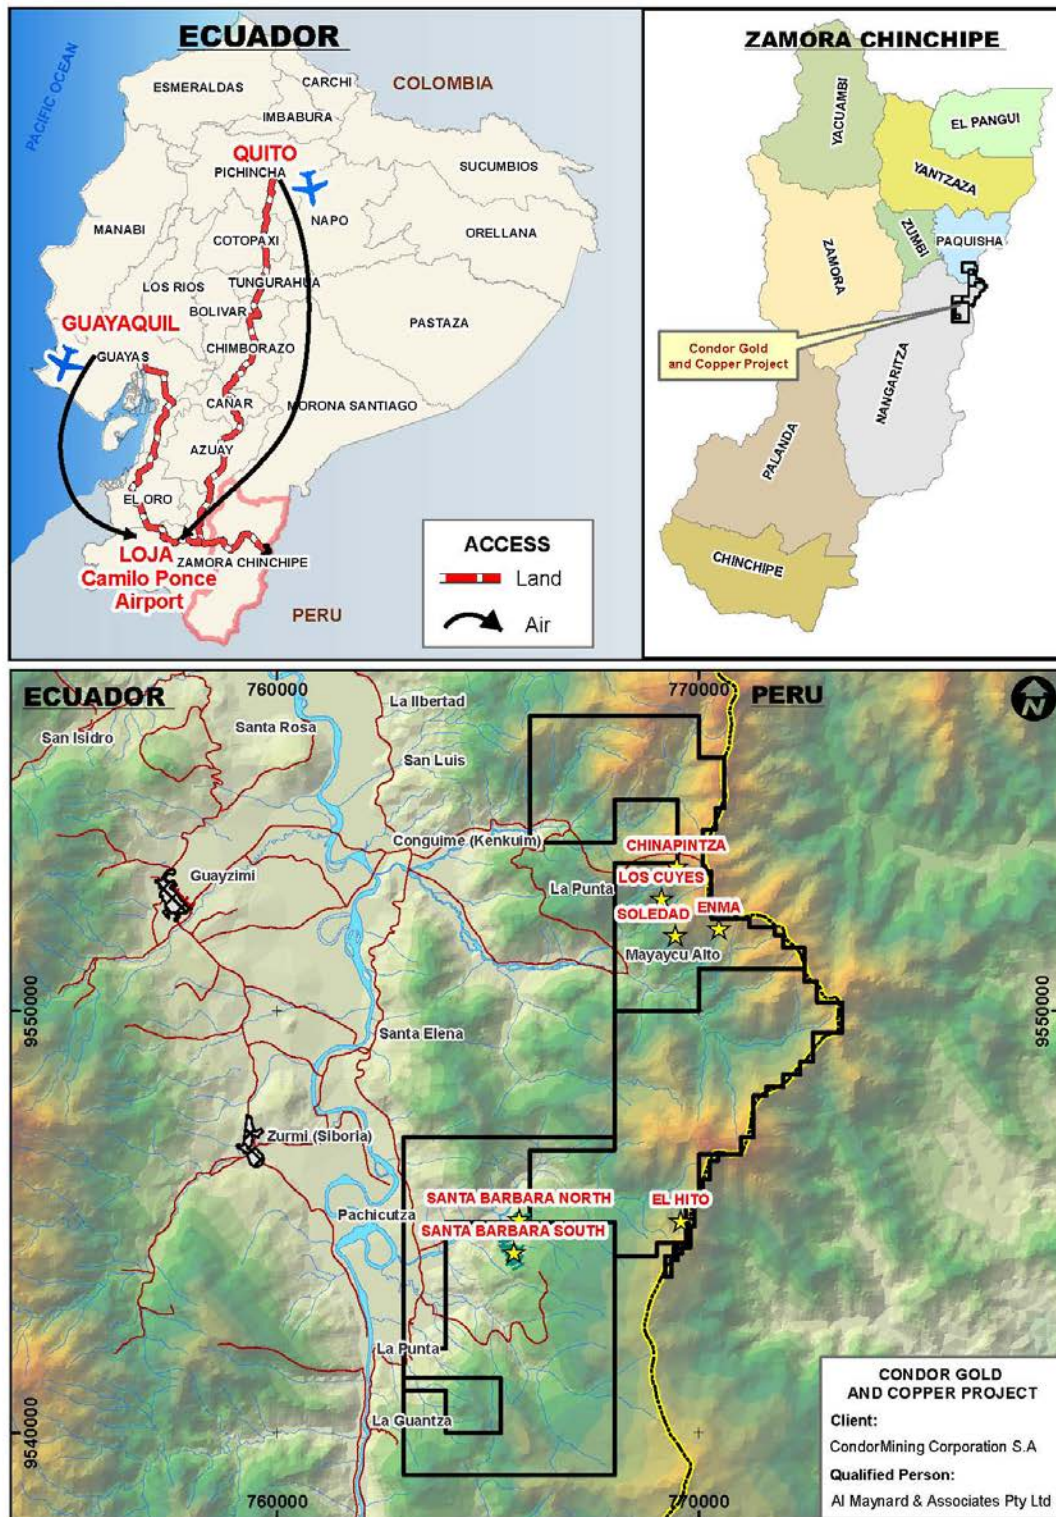 ECUADOR
PACIFIC OCEAN
COLOMBIA
ESMERALDAS
CARCHI
IMBABURA
QUITO
PICHINCHA
SUCUMBIOS
NAPO
MANABI
COTOPAXI
ORELLANA
TUNGURAHUA
LOS RIOS
BOLIVAR
GUAYAQUIL
PASTAZA
GUAYAS
CHIMBORAZO
CAÑAR
MORONA SANTIAGO
AZUAY
EL ORO
LOJA
Camilo Ponce
Airport
ZAMORA CHINCHIPE
PERU
ACCESS
Land
Air
ZAMORA CHINCHIPE
YACUAMBI
EL PANGUI
YANTZAZA
ZUMBI
PAQUISHA
ZAMORA
Condor Gold
and Copper Project
NANGARITZA
PALANDA
CHINCHIPE
ECUADOR
760000
770000
PERU
N
La Ilbertad
Santa Rosa
San Isidro
San Luis
Conguime (Kenkuim)
CHINAPINTZA
Guayzimi
La Punta
LOS CUYES
SOLEDAD
ENMA
Mayaycu Alto
9550000
9550000
Santa Elena
Zurmi (Siboria)
SANTA BARBARA NORTH
EL HITO
Pachicutza
SANTA BARBARA SOUTH
La Punta
La Guantza
9540000
760000
770000
CONDOR GOLD
AND COPPER PROJECT
Client:
CondorMining Corporation S.A
Qualified Person:
Al Maynard & Associates Pty Ltd